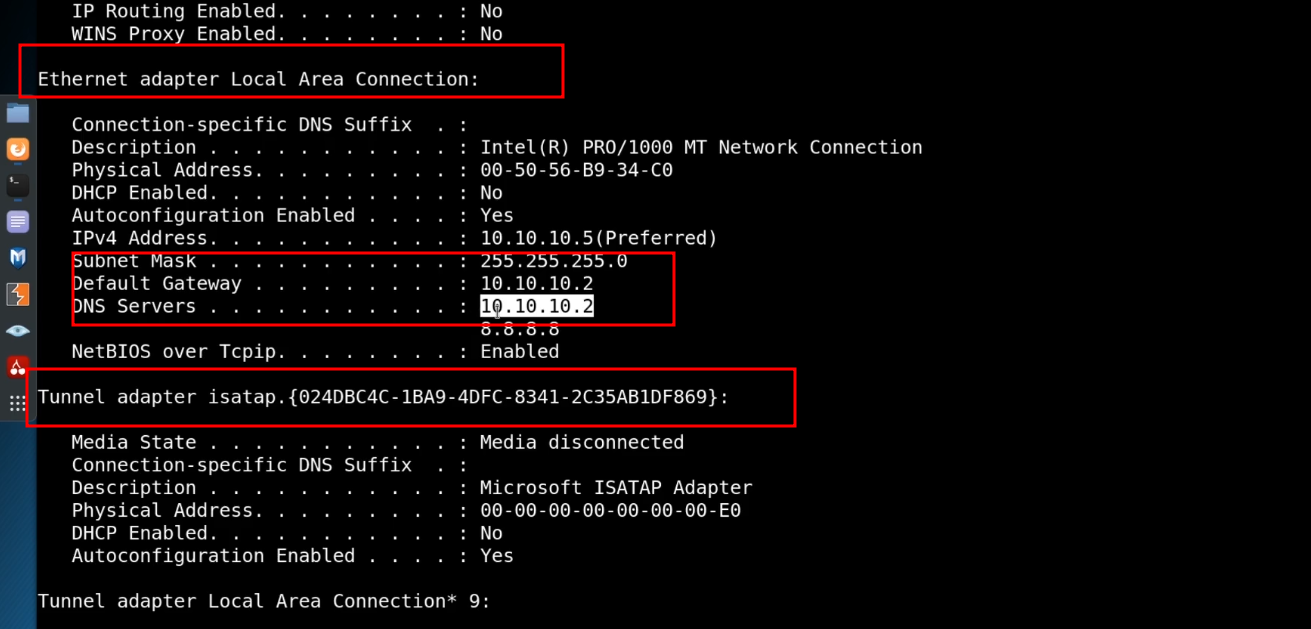 IP Routing Enabled. . . . . . . . : No
WINS Proxy Enabled. . . . . . . . : No
Ethernet adapter Local Area Connection:
Connection-specific DNS Suffix  . :
Description . . . . . . . . . . . : Intel(R) PRO/1000 MT Network Connection
Physical Address. . . . . . . . . : 00-50-56-B9-34-C0
DHCP Enabled. . . . . . . . . . . : No
Autoconfiguration Enabled . . . . : Yes
IPv4 Address. . . . . . . . . . . : 10.10.10.5(Preferred)
Subnet Mask . . . . . . . . . . . : 255.255.255.0
Default Gateway . . . . . . . . . : 10.10.10.2
DNS Servers . . . . . . . . . . . : 10.10.10.2
8.8.8.8
NetBIOS over Tcpip. . . . . . . . : Enabled
Tunnel adapter isatap.{024DBC4C-1BA9-4DFC-8341-2C35AB1DF869}:
Media State . . . . . . . . . . . : Media disconnected
Connection-specific DNS Suffix  . :
Description . . . . . . . . . . . : Microsoft ISATAP Adapter
Physical Address. . . . . . . . . : 00-00-00-00-00-00-00-E0
DHCP Enabled. . . . . . . . . . . : No
Autoconfiguration Enabled . . . . : Yes
Tunnel adapter Local Area Connection* 9: